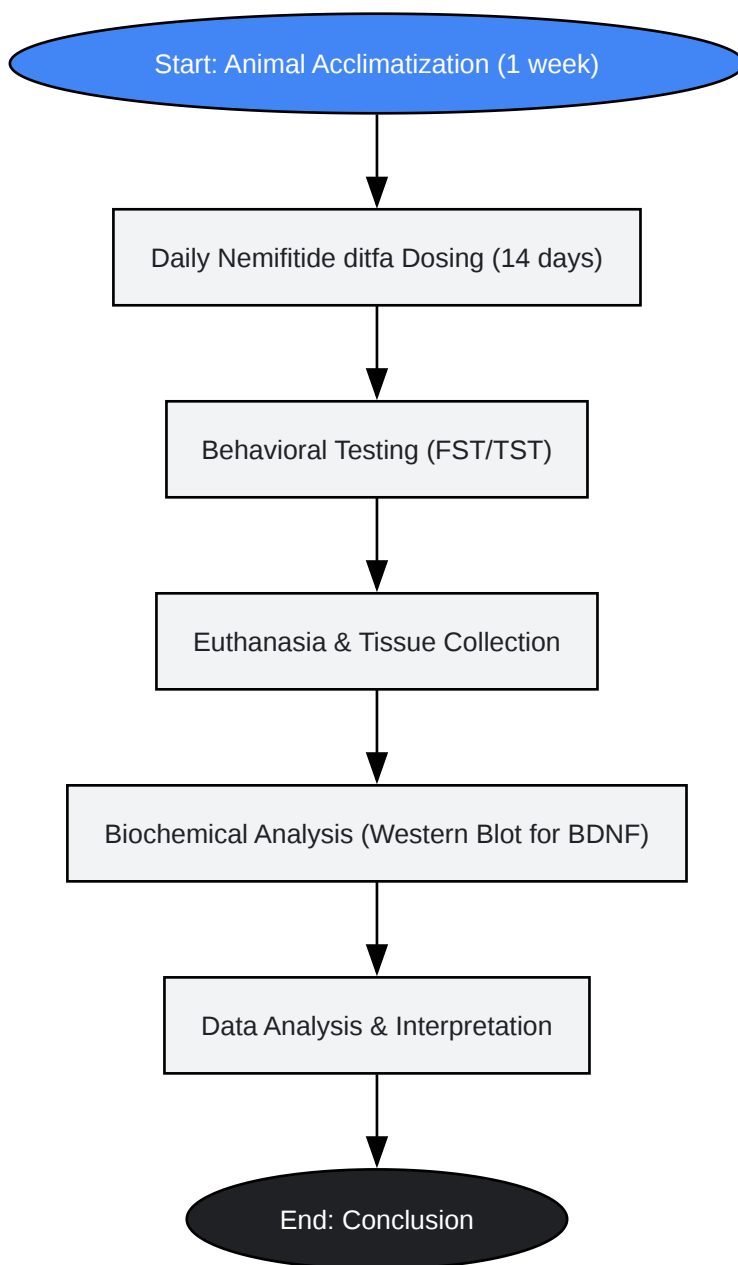 Start: Animal Acclimatization (1 week)
Daily Nemifitide ditfa Dosing (14 days)
Behavioral Testing (FST/TST)
Euthanasia & Tissue Collection
Biochemical Analysis (Western Blot for BDNF)
Data Analysis & Interpretation
End: Conclusion